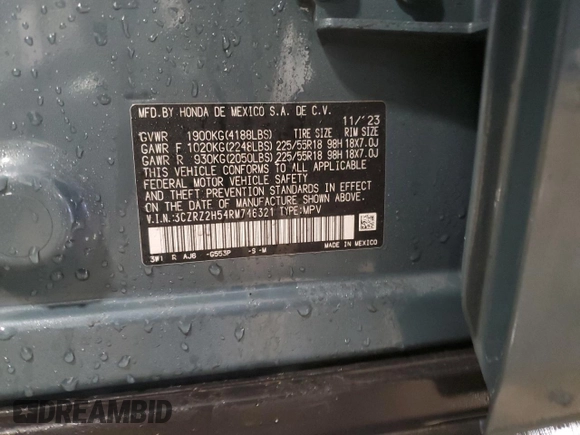 MFD.BY HONDA DE MEXICO S.A. DE C.V.
11/'23
GVWR 1900KG(4188LBS) TIRE SIZE RIM SIZE
GAWR F 1020KG(2248LBS) 225/55R18 98H 18X7.0J
GAWR R 930KG(2050LBS) 225/55R18 98H 18X7.0J
THIS VEHICLE CONFORMS TO ALL APPLICABLE
FEDERAL MOTOR VEHICLE SAFETY
AND THEFT PREVENTION STANDARDS IN EFFECT
ON THE DATE OF MANUFACTURE SHOWN ABOVE.
V.I.N.:3CZRZ2H54RM746321 TYPE:MPV
3W1 R AJ6 -G553P -9 -M MADE IN MEXICO
DREAMBID